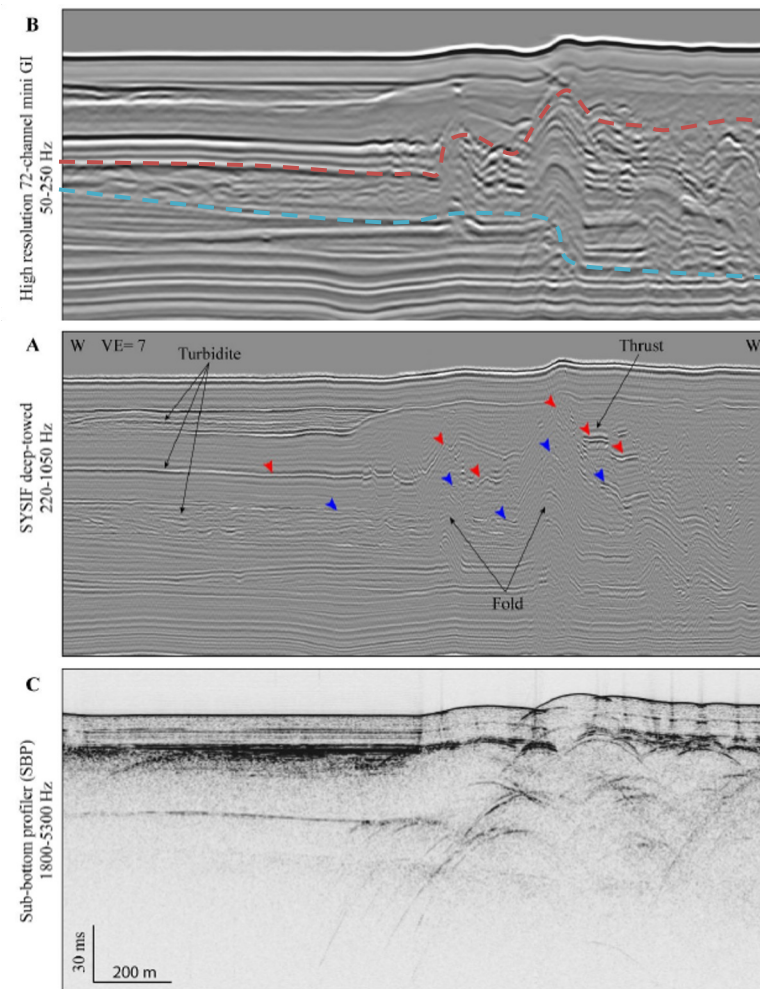 B
High resolution 72-channel mini GI
50-250 Hz
A
W VE= 7
Turbidite
Thrust
W
SYSIF deep-towed
220-1050 Hz
Fold
C
Sub-bottom profiler (SBP)
1800-5300 Hz
30 ms
200 m